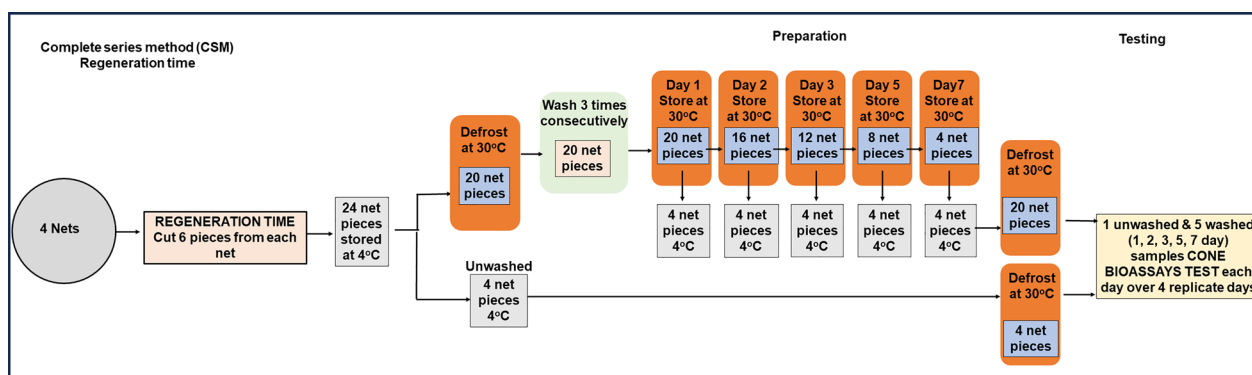 Complete series method (CSM)
Regeneration time
Preparation
Testing
4 Nets
REGENERATION TIME
Cut 6 pieces from each
net
24 net
pieces
stored
at 4°C
Defrost
at 30°C
20 net
pieces
Wash 3 times
consecutively
20 net
pieces
Day 1
Store at
30°C
20 net
pieces
Day 2
Store
at 30°C
16 net
pieces
Day 3
Store
at 30°C
12 net
pieces
Day 5
Store
at 30°C
8 net
pieces
Day7
Store at
30°C
4 net
pieces
4 net
pieces
4°C
4 net
pieces
4°C
4 net
pieces
4°C
4 net
pieces
4°C
4 net
pieces
4°C
Defrost
at 30°C
20 net
pieces
Unwashed
4 net
pieces
4°C
Defrost
at 30°C
4 net
pieces
1 unwashed & 5 washed
(1, 2, 3, 5, 7 day)
samples CONE
BIOASSAYS TEST each
day over 4 replicate days